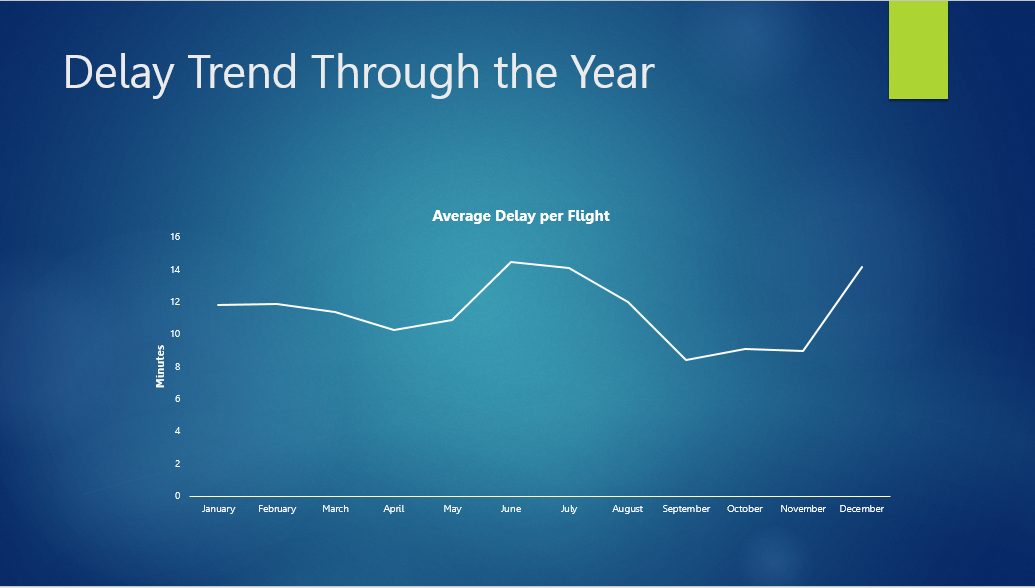 Delay Trend Through the Year
Average Delay per Flight
16
14
12
10
8
6
4
2
0
Minutes
January February March April May June July August September October November December